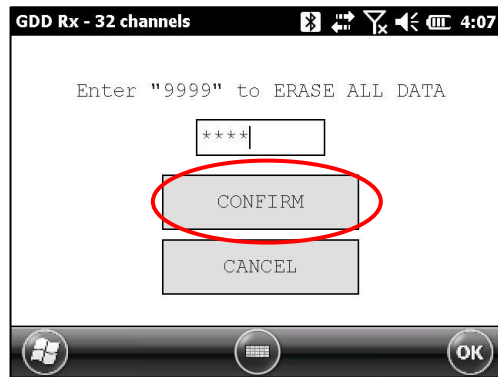 GDD Rx - 32 channels 4:07
Enter "9999" to ERASE ALL DATA
****
CONFIRM
CANCEL
OK